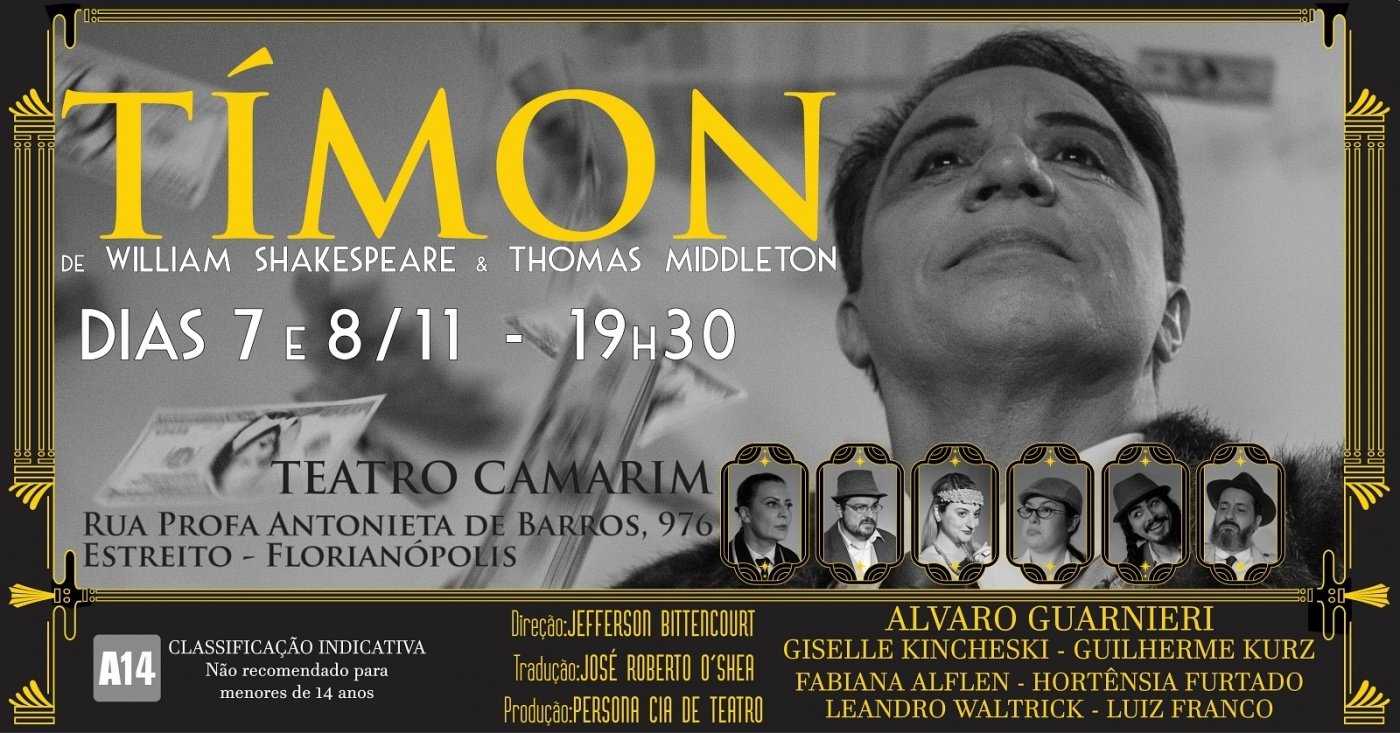 TÍMON
DE WILLIAM SHAKESPEARE & THOMAS MIDDLETON
DIAS 7 E 8/11 - 19H30
TEATRO CAMARIM
RUA PROFA ANTONIETA DE BARROS, 976
ESTREITO - FLORIANÓPOLIS
A14
CLASSIFICAÇÃO INDICATIVA
Não recomendado para
menores de 14 anos
Direção:JEFFERSON BITTENCOURT
Tradução:JOSÉ ROBERTO O'SHEA
Produção:PERSONA CIA DE TEATRO
ALVARO GUARNIERI
GISELLE KINCHESKI - GUILHERME KURZ
FABIANA ALFLEN - HORTÊNSIA FURTADO
LEANDRO WALTRICK - LUIZ FRANCO